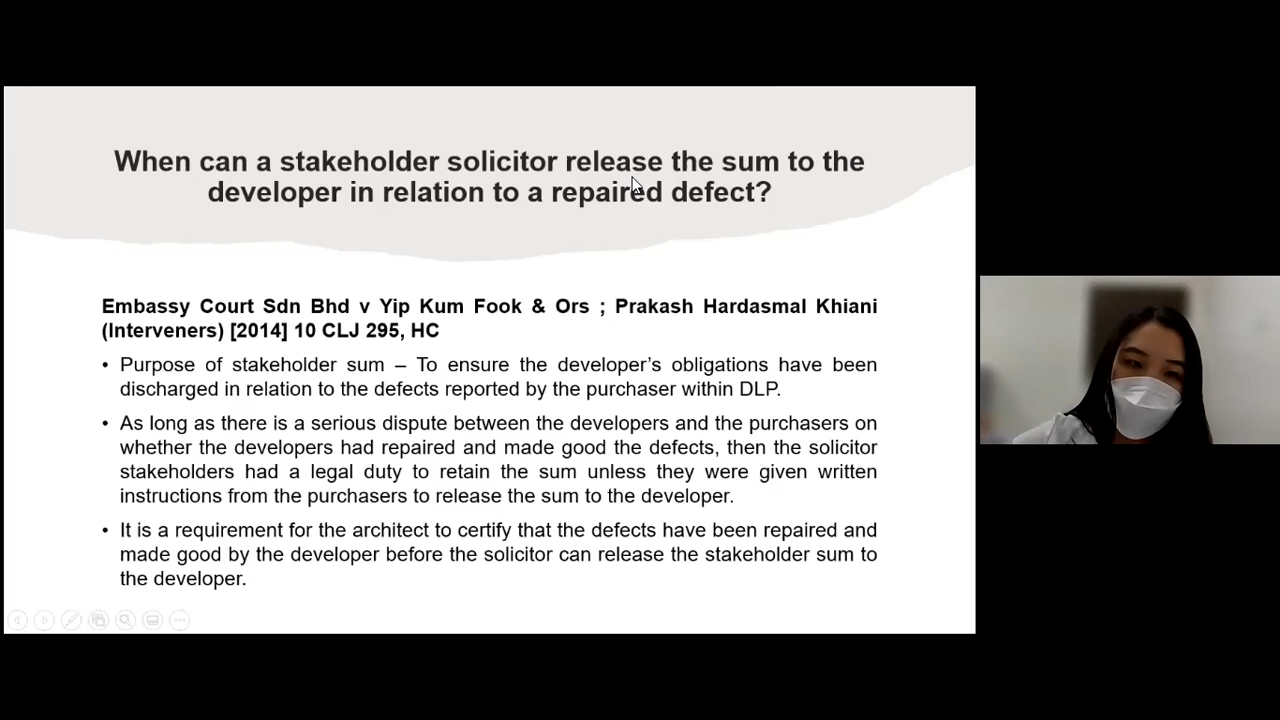 When can a stakeholder solicitor release the sum to the
developer in relation to a repaired defect?
Embassy Court Sdn Bhd v Yip Kum Fook & Ors ; Prakash Hardasmal Khiani
(Interveners) [2014] 10 CLJ 295, HC
• Purpose of stakeholder sum – To ensure the developer’s obligations have been
discharged in relation to the defects reported by the purchaser within DLP.
• As long as there is a serious dispute between the developers and the purchasers on
whether the developers had repaired and made good the defects, then the solicitor
stakeholders had a legal duty to retain the sum unless they were given written
instructions from the purchasers to release the sum to the developer.
• It is a requirement for the architect to certify that the defects have been repaired and
made good by the developer before the solicitor can release the stakeholder sum to
the developer.